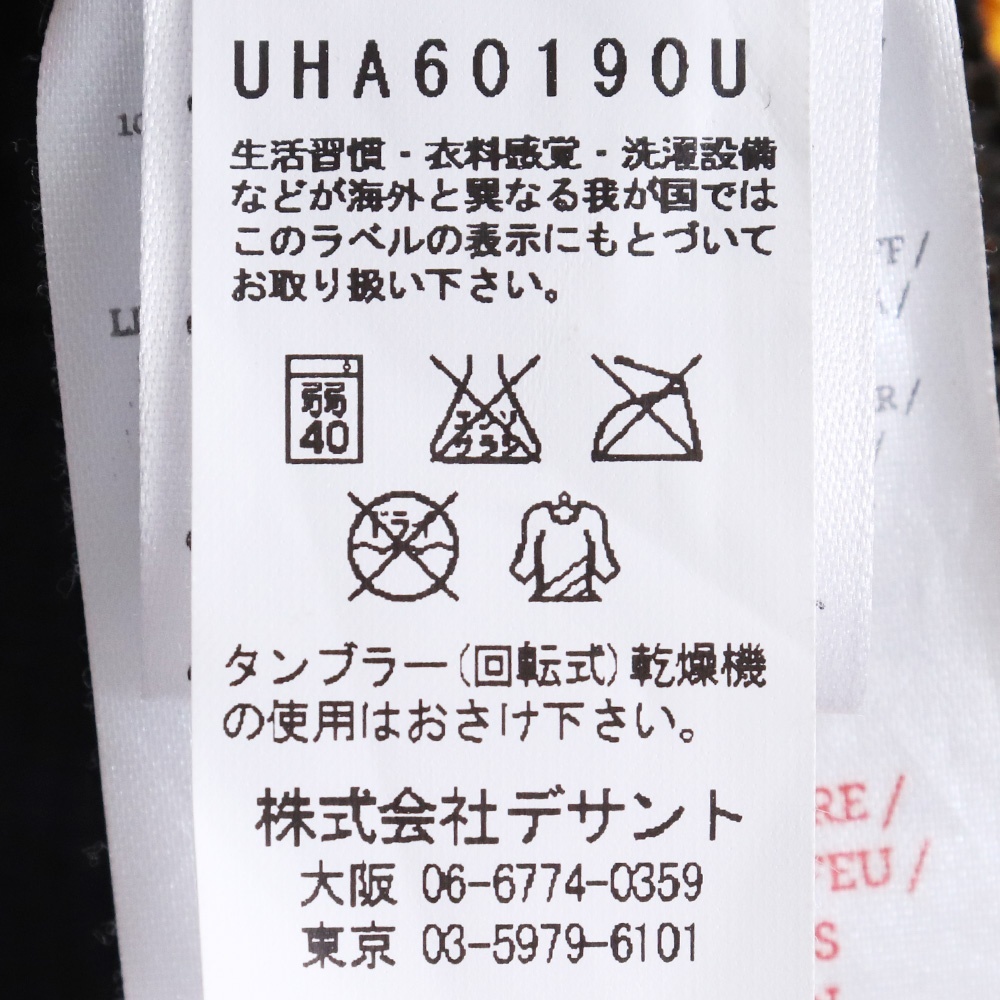 UHA60190U
生活習慣・衣料感覚・洗濯設備
などが海外と異なる我が国では
このラベルの表示にもとづいて
お取り扱い下さい。
弱
40
エンソ
サラシ
ドライ
タンブラー(回転式)乾燥機
の使用はおさけ下さい。
株式会社デサント
大阪 06-6774-0359
東京 03-5979-6101
10
LI
R/
RE/
FEU/
S